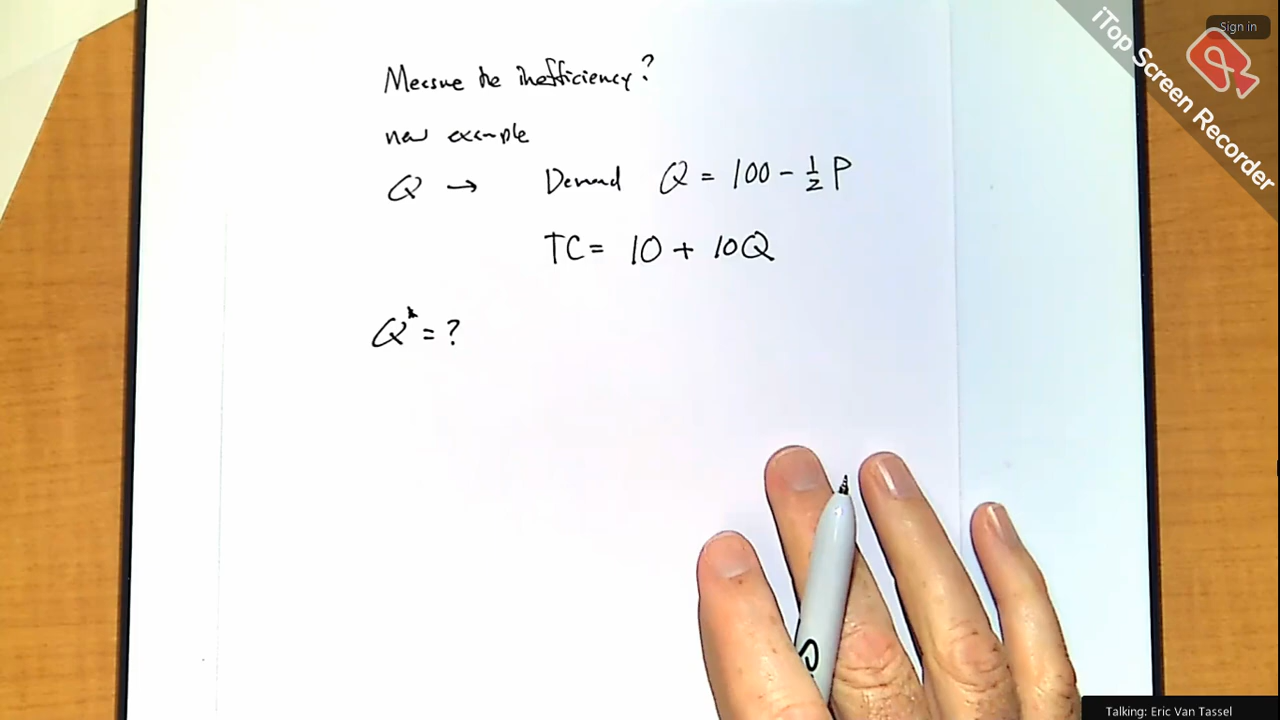 Measure the inefficiency?
new example
Q → Demand Q = 100 - 1/2 P
TC = 10 + 10Q
Q* = ?
iTop Screen Recorder
Sign in
Talking: Eric Van Tassel